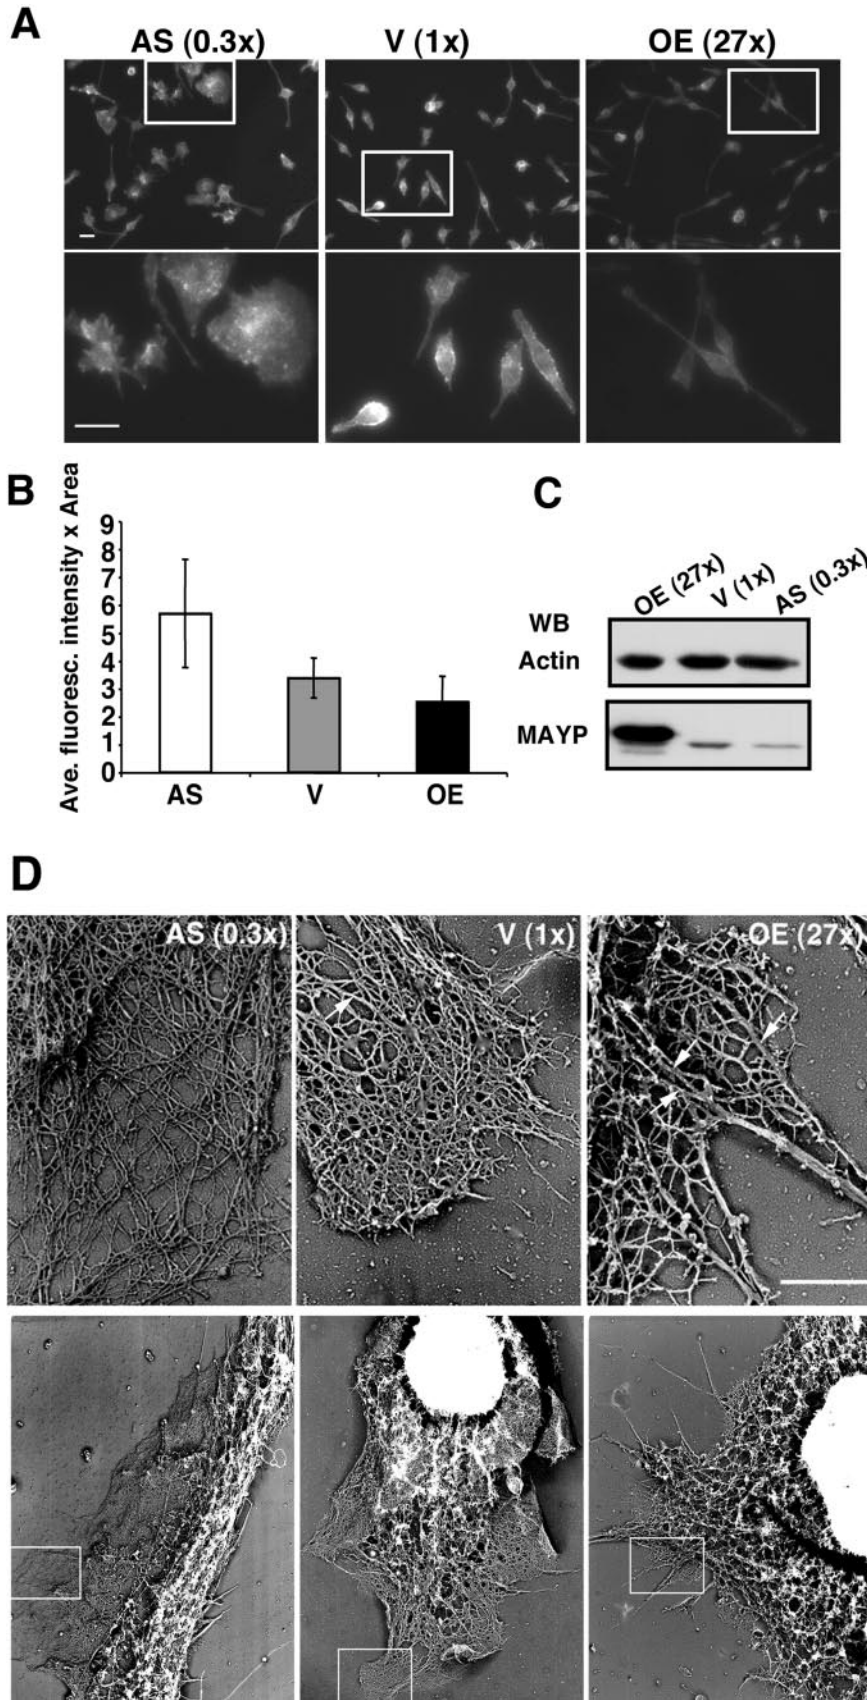 A
AS (0.3x) V (1x) OE (27x)
B
Ave. fluoresc. intensity x Area
9
8
7
6
5
4
3
2
1
0
AS V OE
C
OE (27x) V (1x) AS (0.3x)
WB
Actin
MAYP
D
AS (0.3x) V (1x) OE (27x)